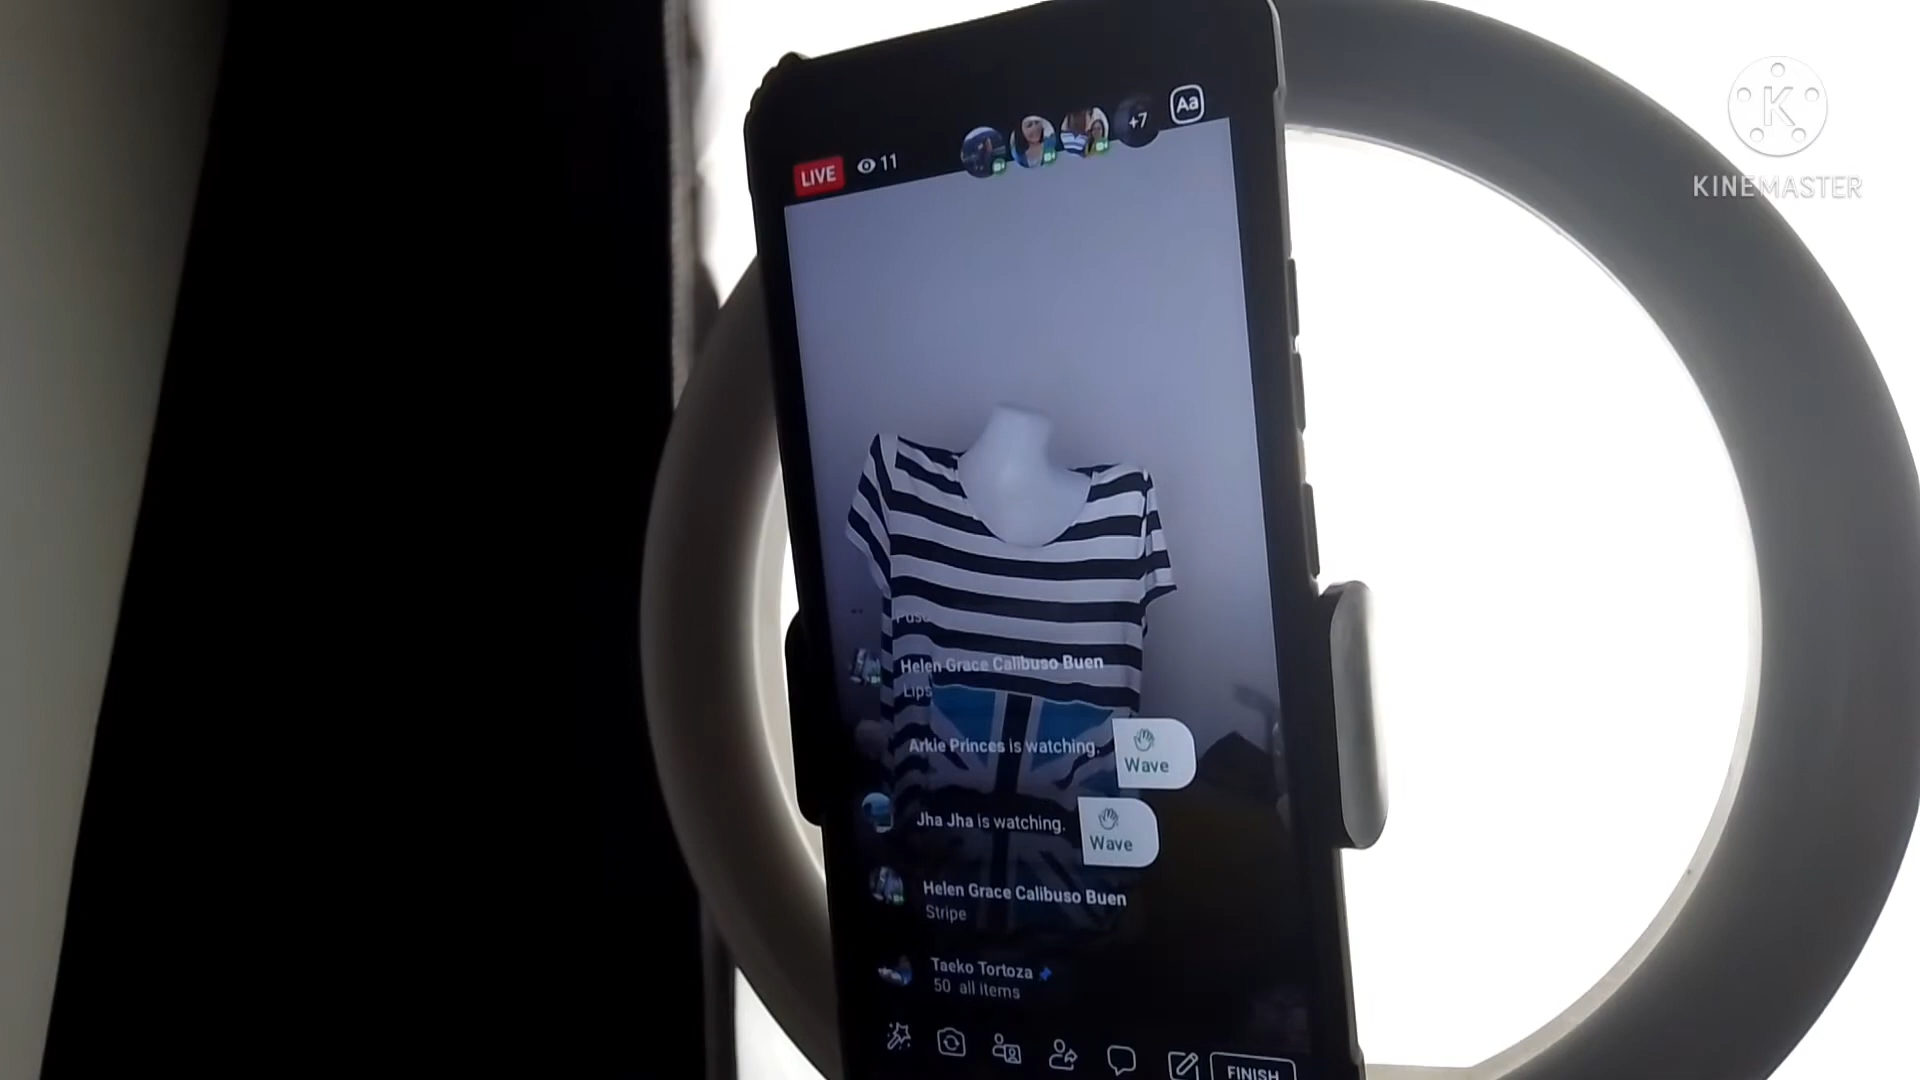 K
KINEMASTER
LIVE
11
+7
Aa
Helen Grace Calibuso Buen
Lips
Arkie Princes is watching.
Wave
Jha Jha is watching.
Wave
Helen Grace Calibuso Buen
Stripe
Taeko Tortoza
50 all items
FINISH